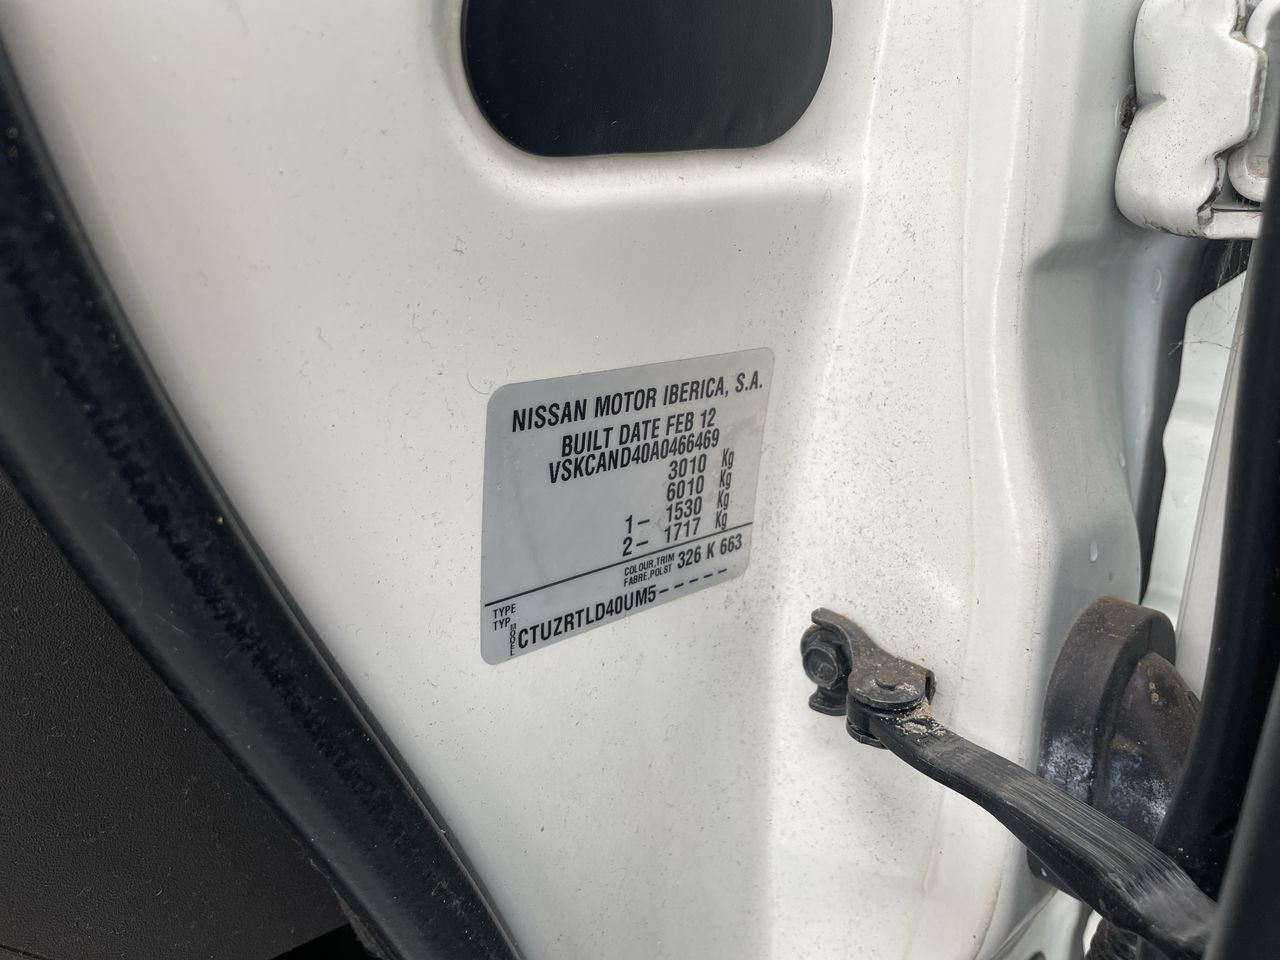 NISSAN MOTOR IBERICA, S.A.
BUILT DATE FEB 12
VSKCAND40A0466469
3010 Kg
6010 Kg
1- 1530 Kg
2- 1717 Kg
COLOUR,TRIM
FABRE,POLST 326 K 663
TYPE
TYP
MODEL CTUZRTLD40UM5-----